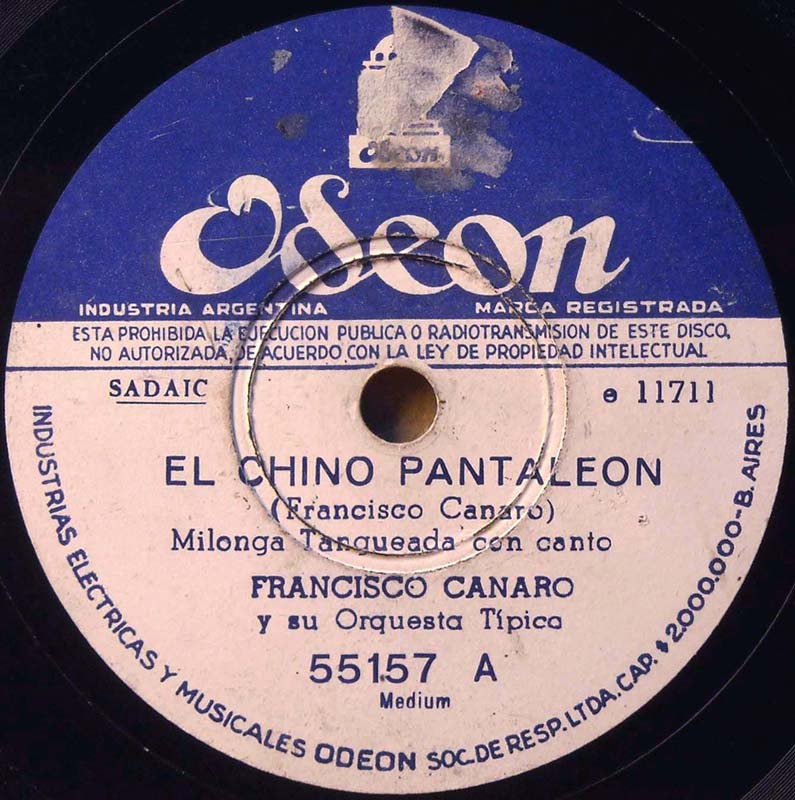 Odeon
Odeon
INDUSTRIA ARGENTINA MARCA REGISTRADA
ESTA PROHIBIDA LA EJECUCION PUBLICA O RADIOTRANSMISION DE ESTE DISCO,
NO AUTORIZADA, DE ACUERDO CON LA LEY DE PROPIEDAD INTELECTUAL
SADAIC e 11711
EL CHINO PANTALEON
(Francisco Canaro)
Milonga Tangueada con canto
FRANCISCO CANARO
y su Orquesta Típica
55157 A
Medium
INDUSTRIAS ELECTRICAS Y MUSICALES ODEON SOC. DE RESP. LTDA. CAP. $ 2.000.000-B. AIRES